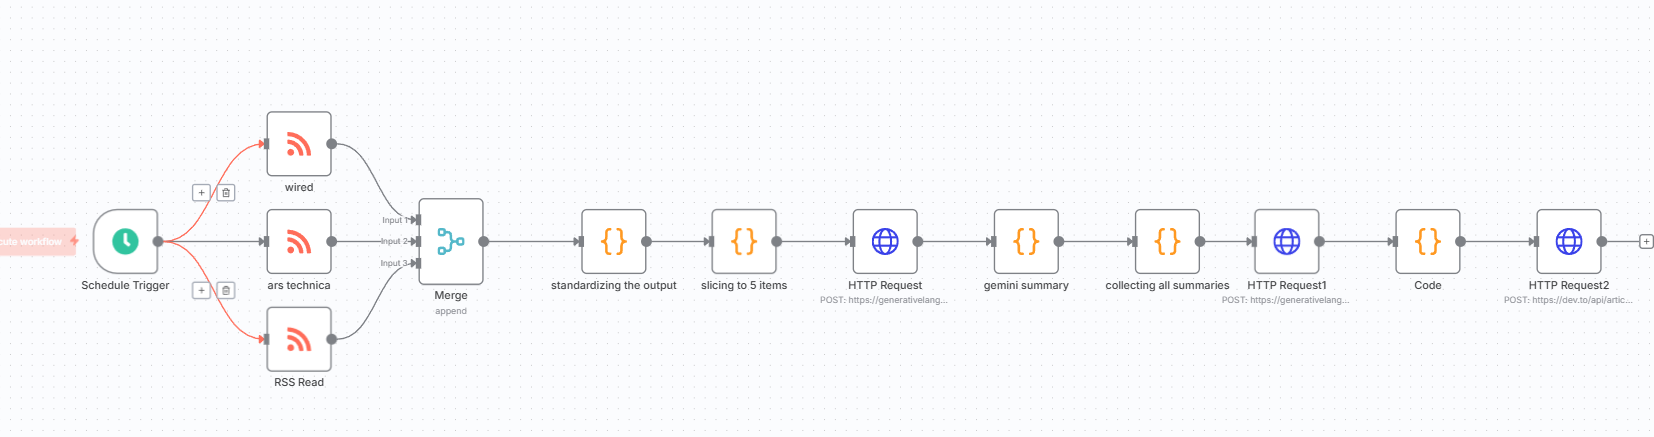 cute workflow
Schedule Trigger
wired
ars technica
RSS Read
Input 1
Input 2
Input 3
Merge
append
standardizing the output
slicing to 5 items
HTTP Request
POST: https://generativelang...
gemini summary
collecting all summaries
HTTP Request1
POST: https://generativelang...
Code
HTTP Request2
POST: https://dev.to/api/artic...